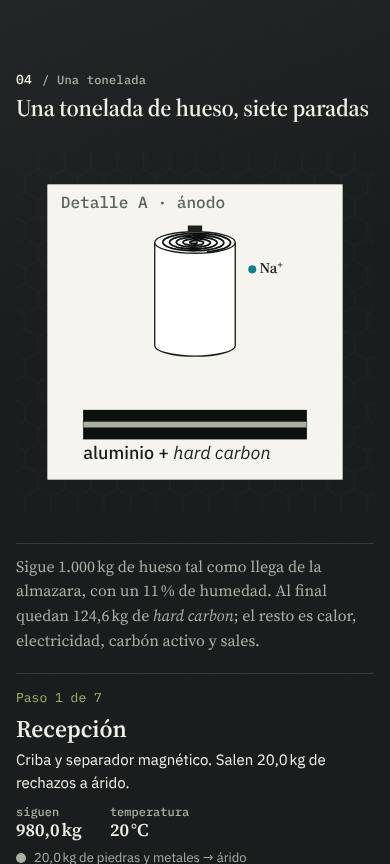 04 / Una tonelada
Una tonelada de hueso, siete paradas
Detalle A · ánodo
Na⁺
aluminio + hard carbon
Sigue 1.000 kg de hueso tal como llega de la
almazara, con un 11 % de humedad. Al final
quedan 124,6 kg de hard carbon; el resto es calor,
electricidad, carbón activo y sales.
Paso 1 de 7
Recepción
Criba y separador magnético. Salen 20,0 kg de
rechazos a árido.
siguen temperatura
980,0 kg 20 °C
20,0 kg de piedras y metales → árido